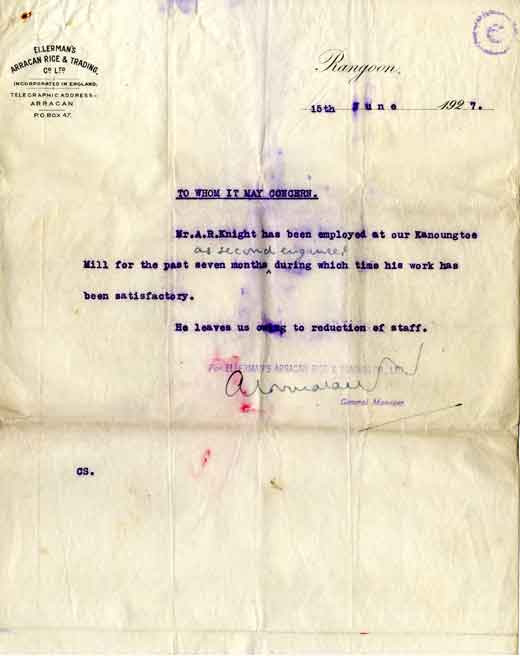 ELLERMAN'S
ARRACAN RICE & TRADING.
Co LTD
INCORPORATED IN ENGLAND.
TELEGRAPHIC ADDRESS:-
ARRACAN
P.O. BOX 47.
C
Rangoon,
15th June 1927.
TO WHOM IT MAY CONCERN.
Mr.A.R.Knight has been employed at our Kanoungtoe
as second engineer
Mill for the past seven months ^ during which time his work has
been satisfactory.
He leaves us owing to reduction of staff.
For ELLERMAN'S ARRACAN RICE & TRADING CO., LTD.
General Manager
CS.